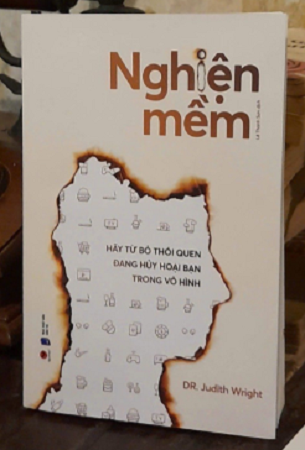 Nghiện
mềm
HÃY TỪ BỎ THÓI QUEN
ĐANG HỦY HOẠI BẠN
TRONG VÔ HÌNH
DR. Judith Wright